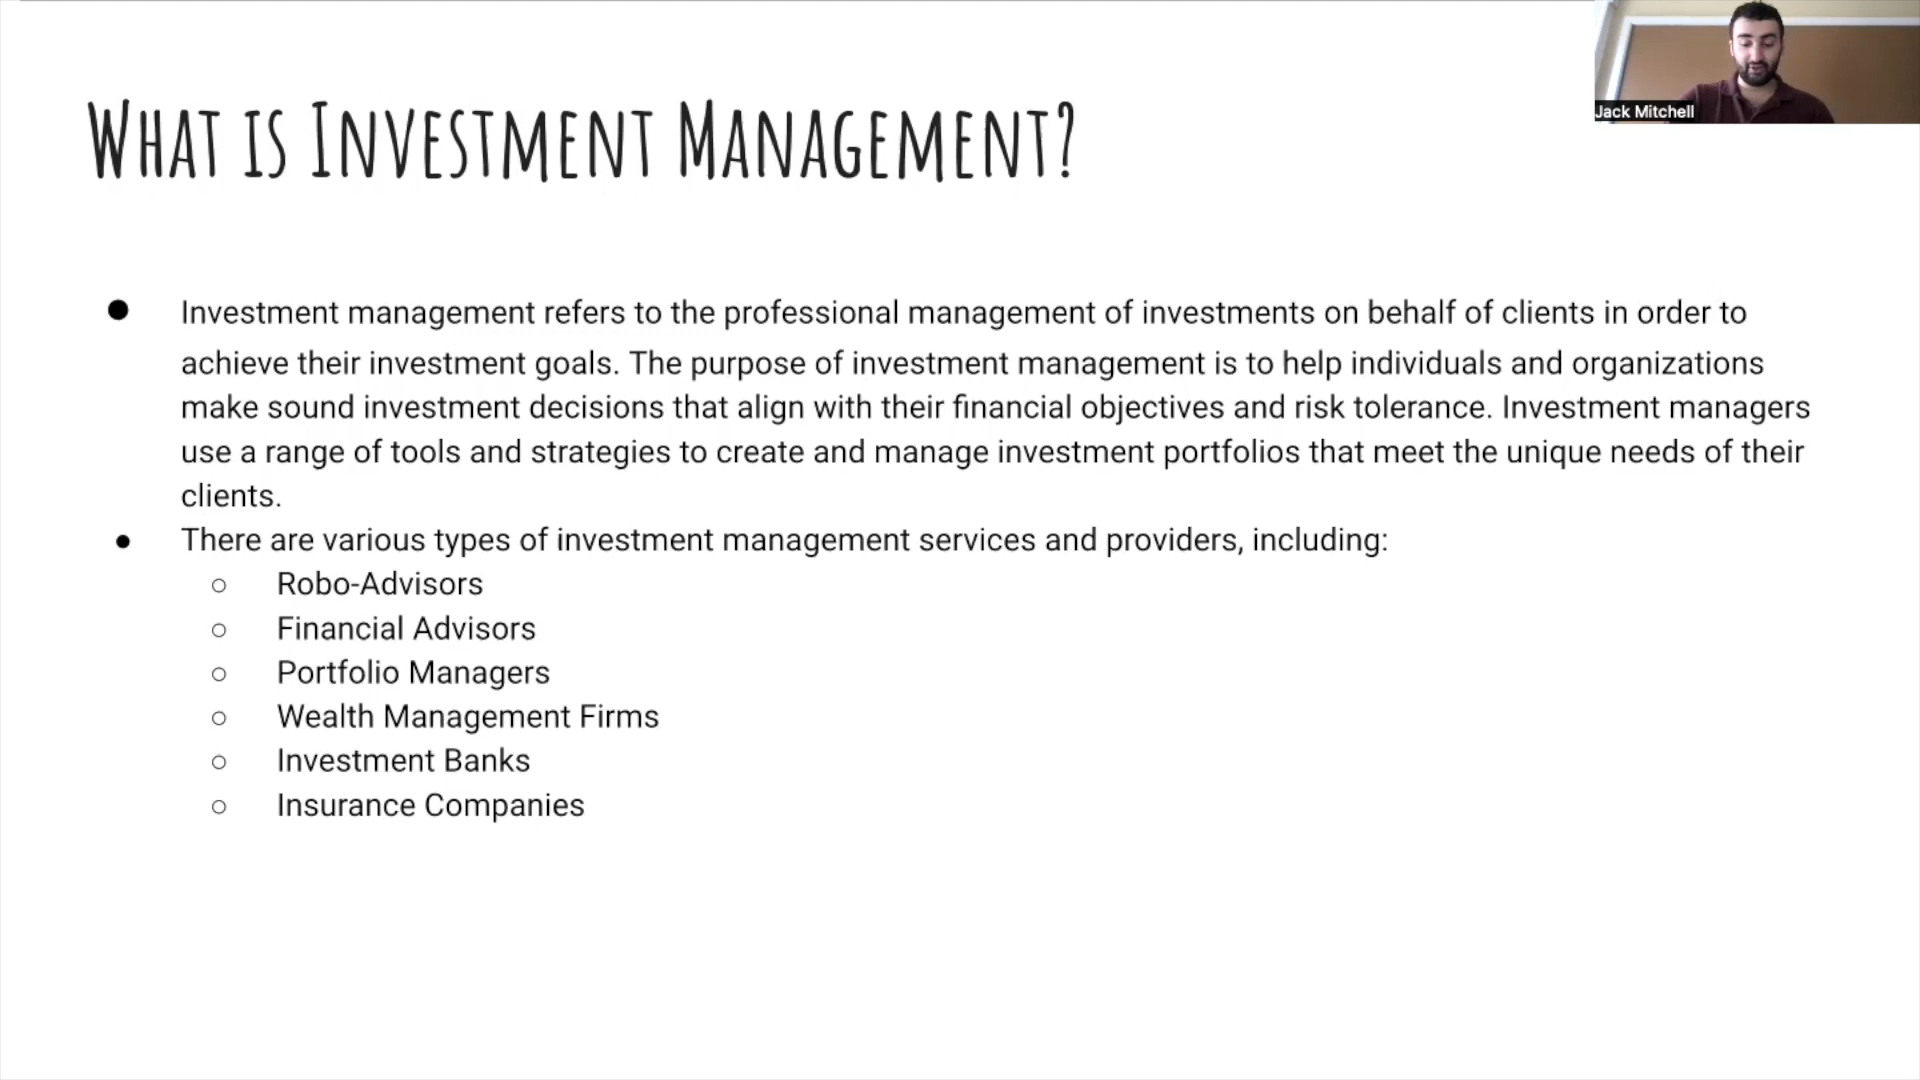 What is Investment Management?
Jack Mitchell
● Investment management refers to the professional management of investments on behalf of clients in order to
achieve their investment goals. The purpose of investment management is to help individuals and organizations
make sound investment decisions that align with their financial objectives and risk tolerance. Investment managers
use a range of tools and strategies to create and manage investment portfolios that meet the unique needs of their
clients.
● There are various types of investment management services and providers, including:
○ Robo-Advisors
○ Financial Advisors
○ Portfolio Managers
○ Wealth Management Firms
○ Investment Banks
○ Insurance Companies